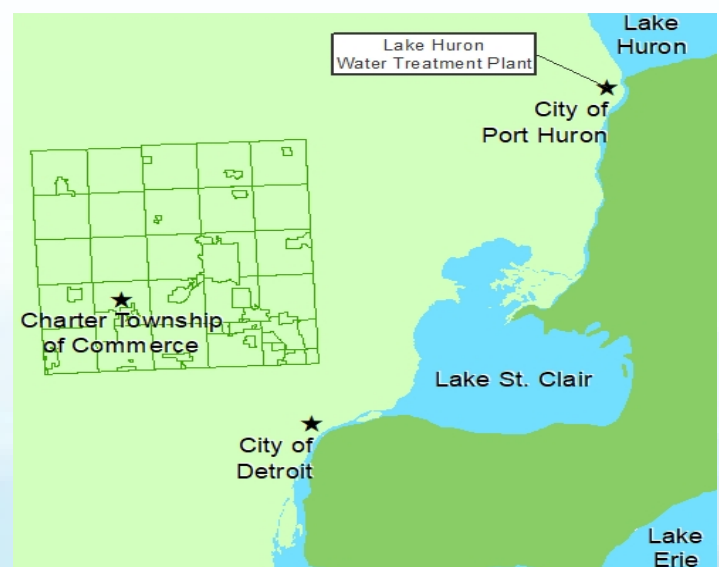 Lake
Huron
Lake Huron
Water Treatment Plant
City of
Port Huron
Charter Township
of Commerce
Lake St. Clair
City of
Detroit
Lake
Erie